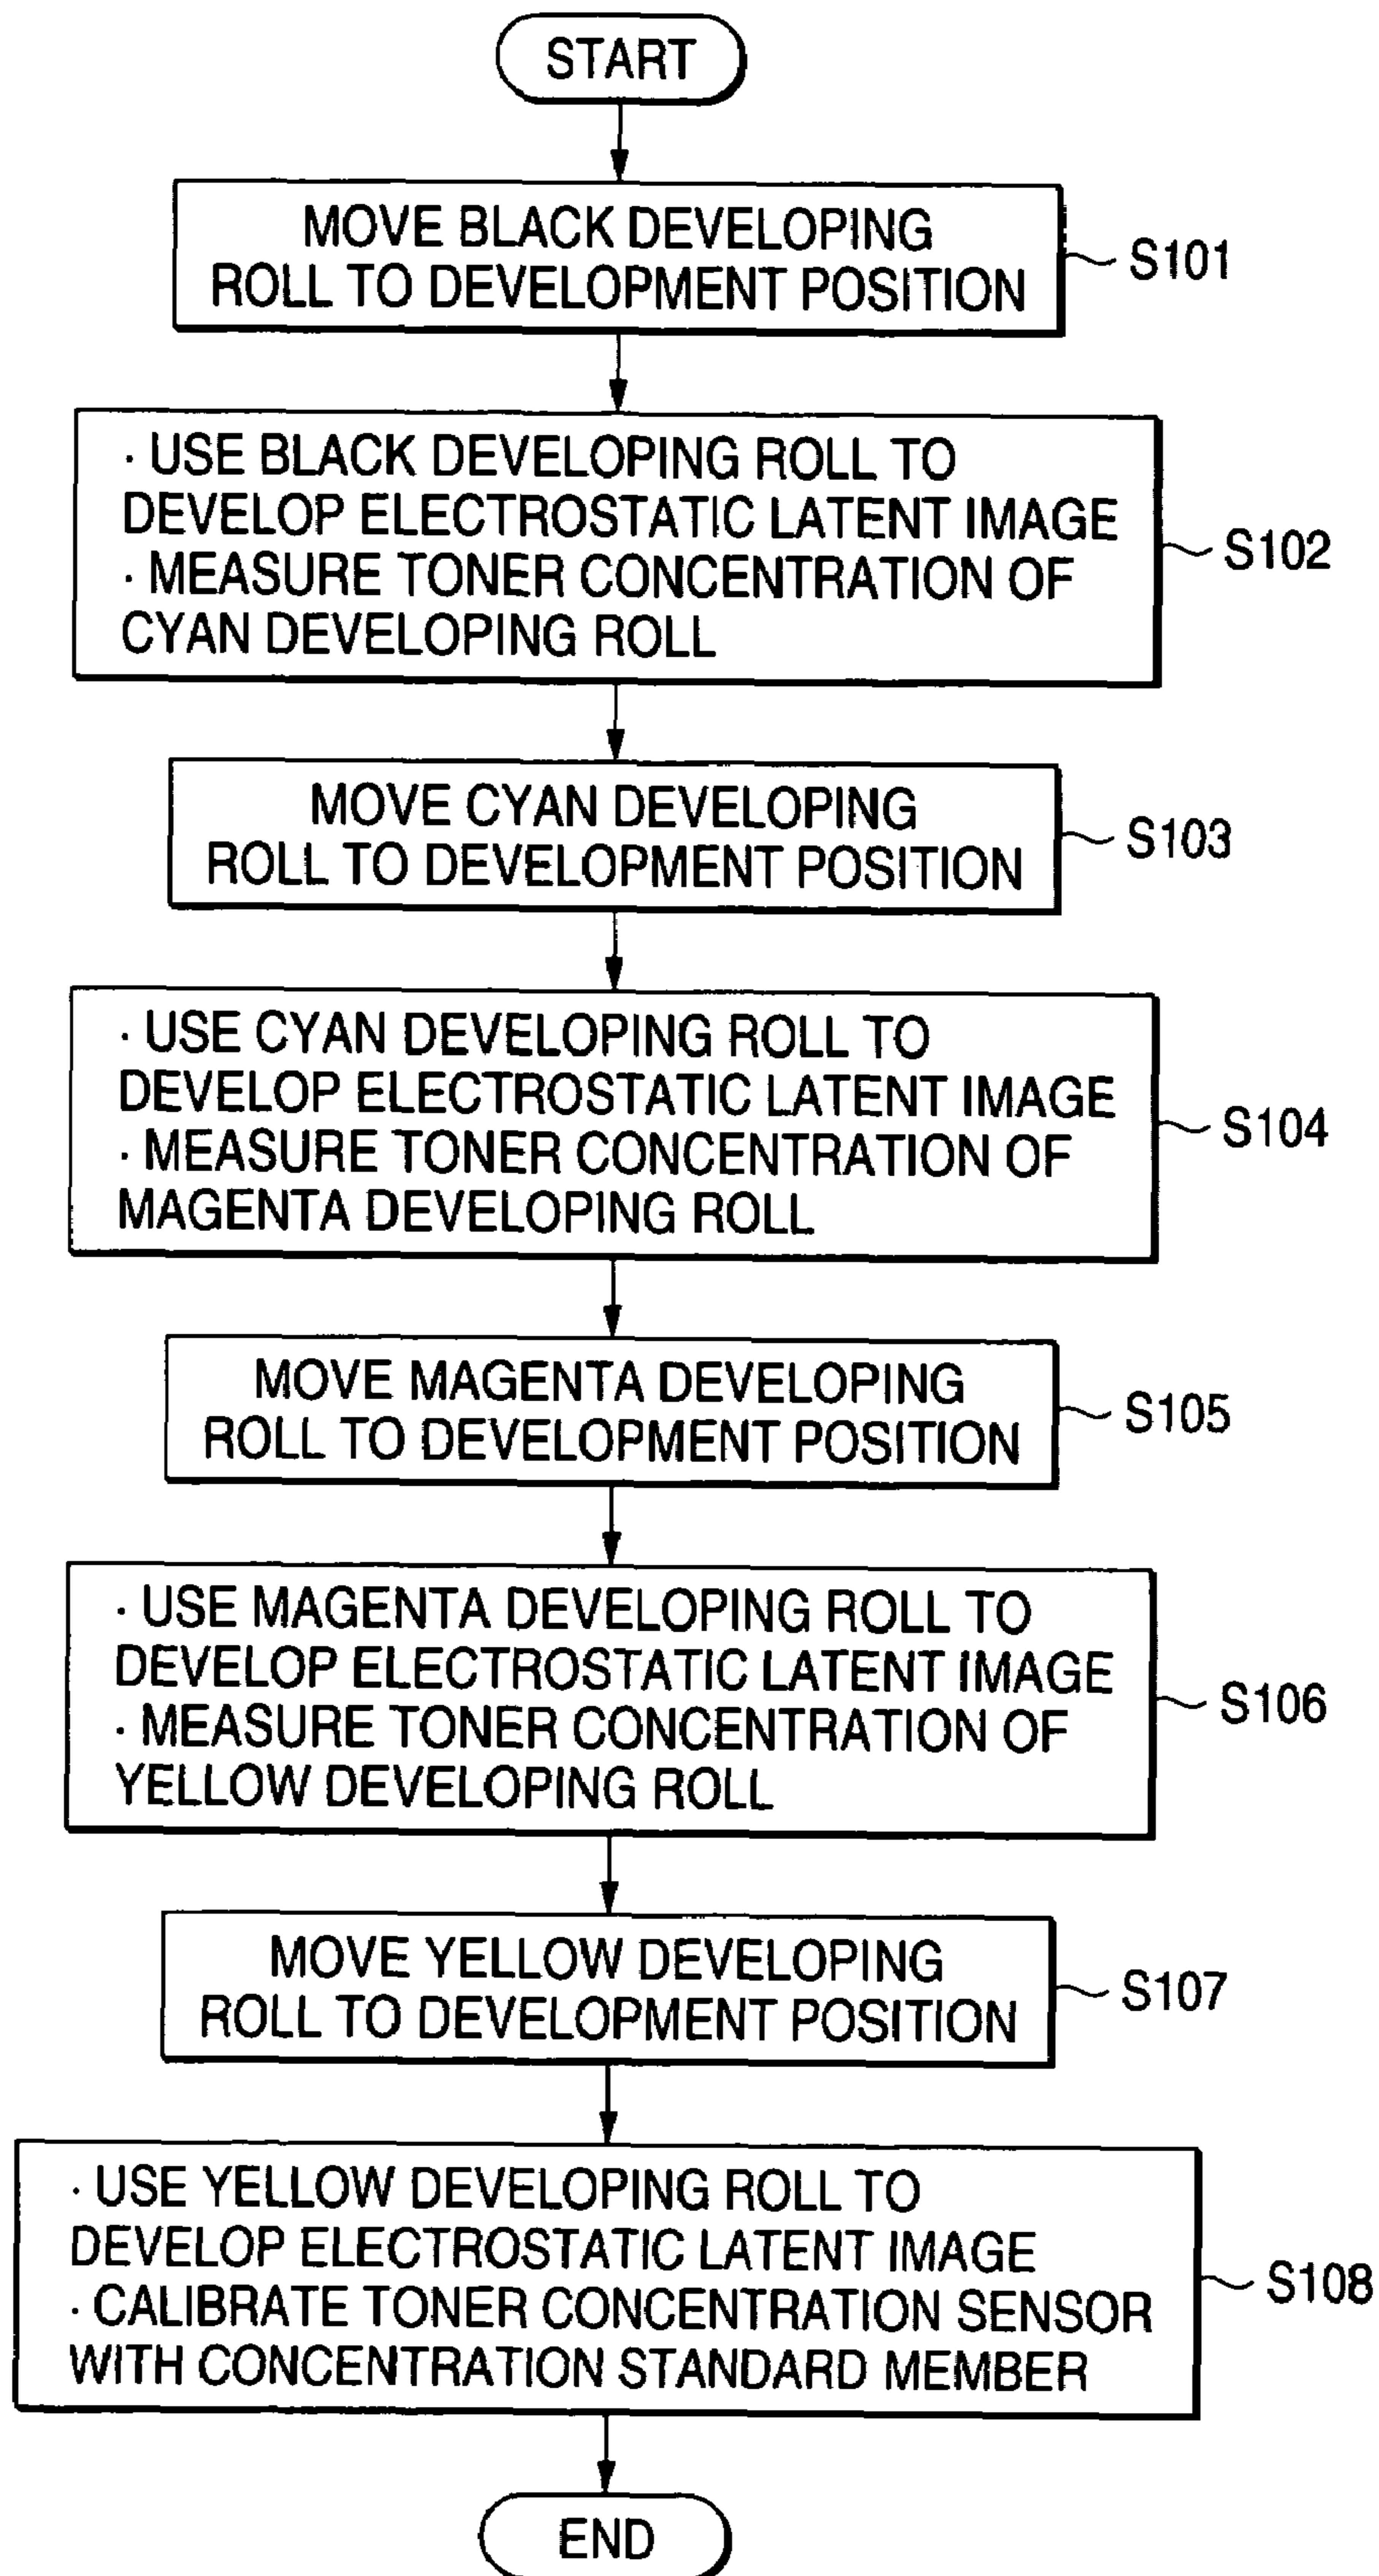 START
MOVE BLACK DEVELOPING
ROLL TO DEVELOPMENT POSITION
S101
· USE BLACK DEVELOPING ROLL TO
DEVELOP ELECTROSTATIC LATENT IMAGE
· MEASURE TONER CONCENTRATION OF
CYAN DEVELOPING ROLL
S102
MOVE CYAN DEVELOPING
ROLL TO DEVELOPMENT POSITION
S103
· USE CYAN DEVELOPING ROLL TO
DEVELOP ELECTROSTATIC LATENT IMAGE
· MEASURE TONER CONCENTRATION OF
MAGENTA DEVELOPING ROLL
S104
MOVE MAGENTA DEVELOPING
ROLL TO DEVELOPMENT POSITION
S105
· USE MAGENTA DEVELOPING ROLL TO
DEVELOP ELECTROSTATIC LATENT IMAGE
· MEASURE TONER CONCENTRATION OF
YELLOW DEVELOPING ROLL
S106
MOVE YELLOW DEVELOPING
ROLL TO DEVELOPMENT POSITION
S107
· USE YELLOW DEVELOPING ROLL TO
DEVELOP ELECTROSTATIC LATENT IMAGE
· CALIBRATE TONER CONCENTRATION SENSOR
WITH CONCENTRATION STANDARD MEMBER
S108
END